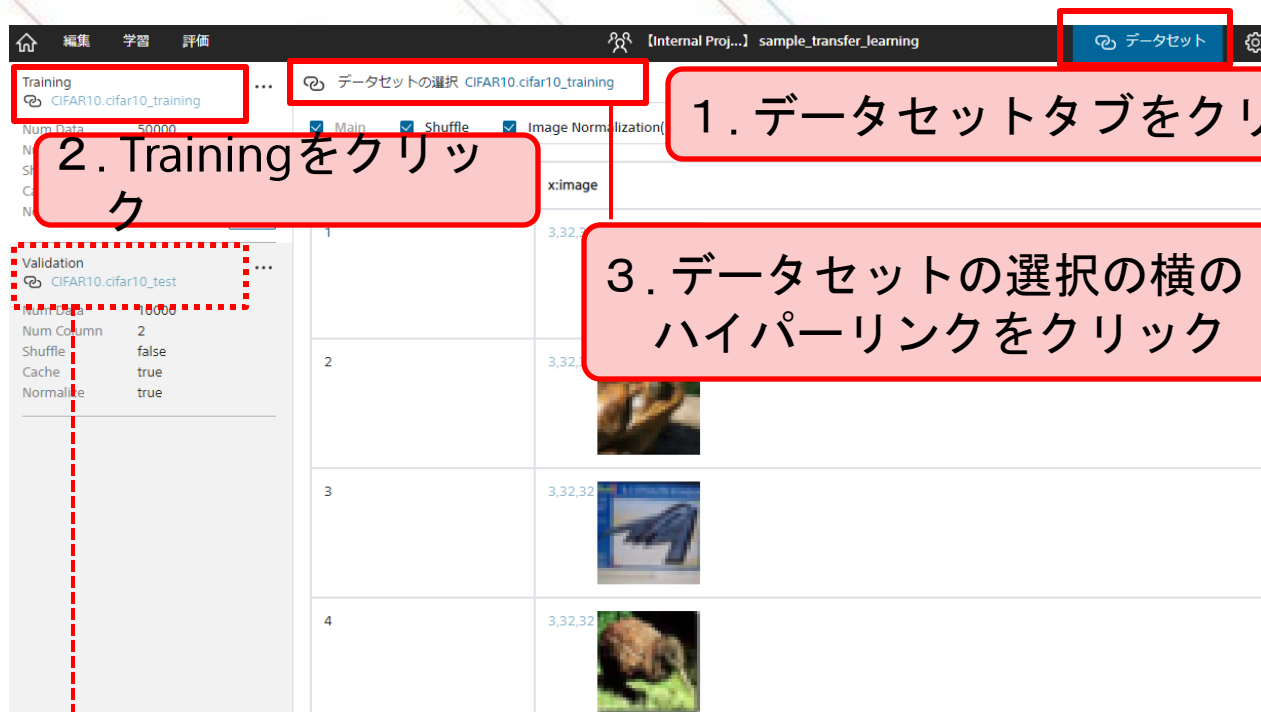 編集 学習 評価 【Internal Proj...】 sample_transfer_learning データセット
Training ...
CIFAR10.cifar10_training
データセットの選択 CIFAR10.cifar10_training
１. データセットタブをクリ
Num Data 50000
Main Shuffle Image Normalization(
２. Trainingをクリッ
ク
x:image
1 3,32,3
Validation ...
CIFAR10.cifar10_test
Num Data 10000
Num Column 2
Shuffle false
Cache true
Normalize true
３. データセットの選択の横の
ハイパーリンクをクリック
2 3,32,
3 3,32,32
4 3,32,32